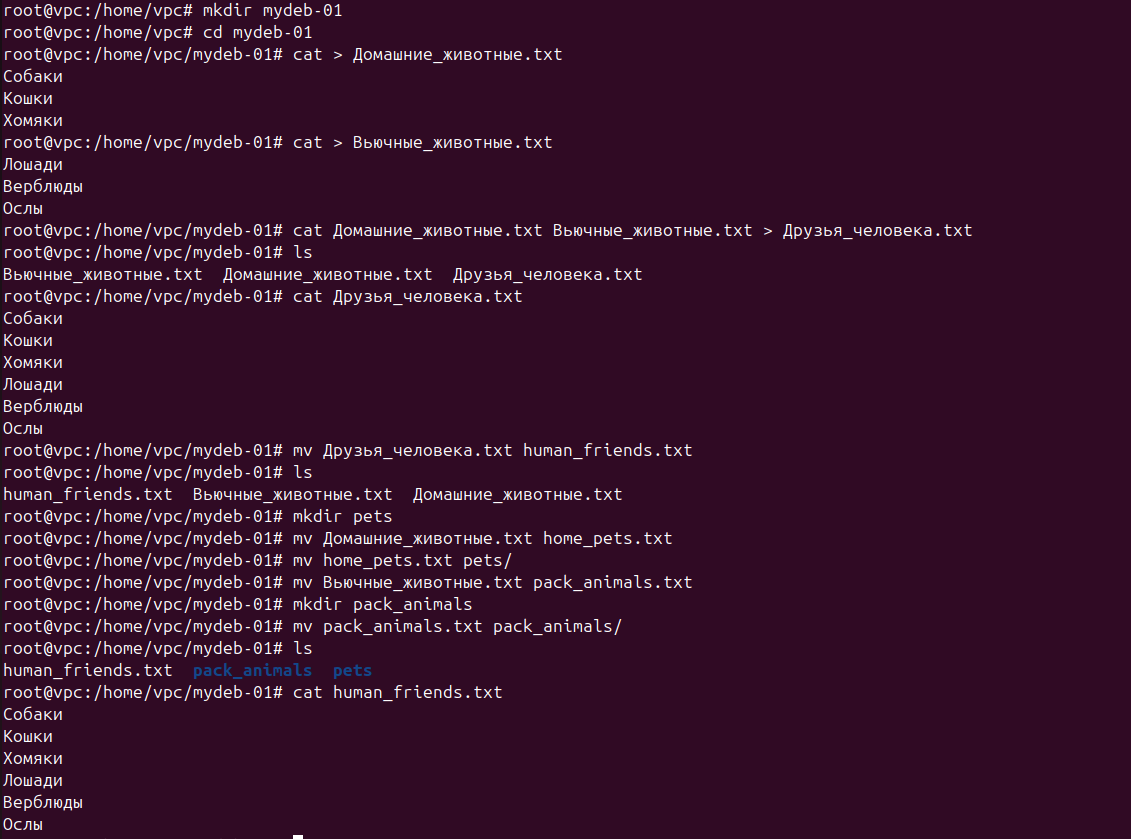 root@vpc:/home/vpc# mkdir mydeb-01
root@vpc:/home/vpc# cd mydeb-01
root@vpc:/home/vpc/mydeb-01# cat > Домашние_животные.txt
Собаки
Кошки
Хомяки
root@vpc:/home/vpc/mydeb-01# cat > Вьючные_животные.txt
Лошади
Верблюды
Ослы
root@vpc:/home/vpc/mydeb-01# cat Домашние_животные.txt Вьючные_животные.txt > Друзья_человека.txt
root@vpc:/home/vpc/mydeb-01# ls
Вьючные_животные.txt  Домашние_животные.txt  Друзья_человека.txt
root@vpc:/home/vpc/mydeb-01# cat Друзья_человека.txt
Собаки
Кошки
Хомяки
Лошади
Верблюды
Ослы
root@vpc:/home/vpc/mydeb-01# mv Друзья_человека.txt human_friends.txt
root@vpc:/home/vpc/mydeb-01# ls
human_friends.txt  Вьючные_животные.txt  Домашние_животные.txt
root@vpc:/home/vpc/mydeb-01# mkdir pets
root@vpc:/home/vpc/mydeb-01# mv Домашние_животные.txt home_pets.txt
root@vpc:/home/vpc/mydeb-01# mv home_pets.txt pets/
root@vpc:/home/vpc/mydeb-01# mv Вьючные_животные.txt pack_animals.txt
root@vpc:/home/vpc/mydeb-01# mkdir pack_animals
root@vpc:/home/vpc/mydeb-01# mv pack_animals.txt pack_animals/
root@vpc:/home/vpc/mydeb-01# ls
human_friends.txt  pack_animals  pets
root@vpc:/home/vpc/mydeb-01# cat human_friends.txt
Собаки
Кошки
Хомяки
Лошади
Верблюды
Ослы